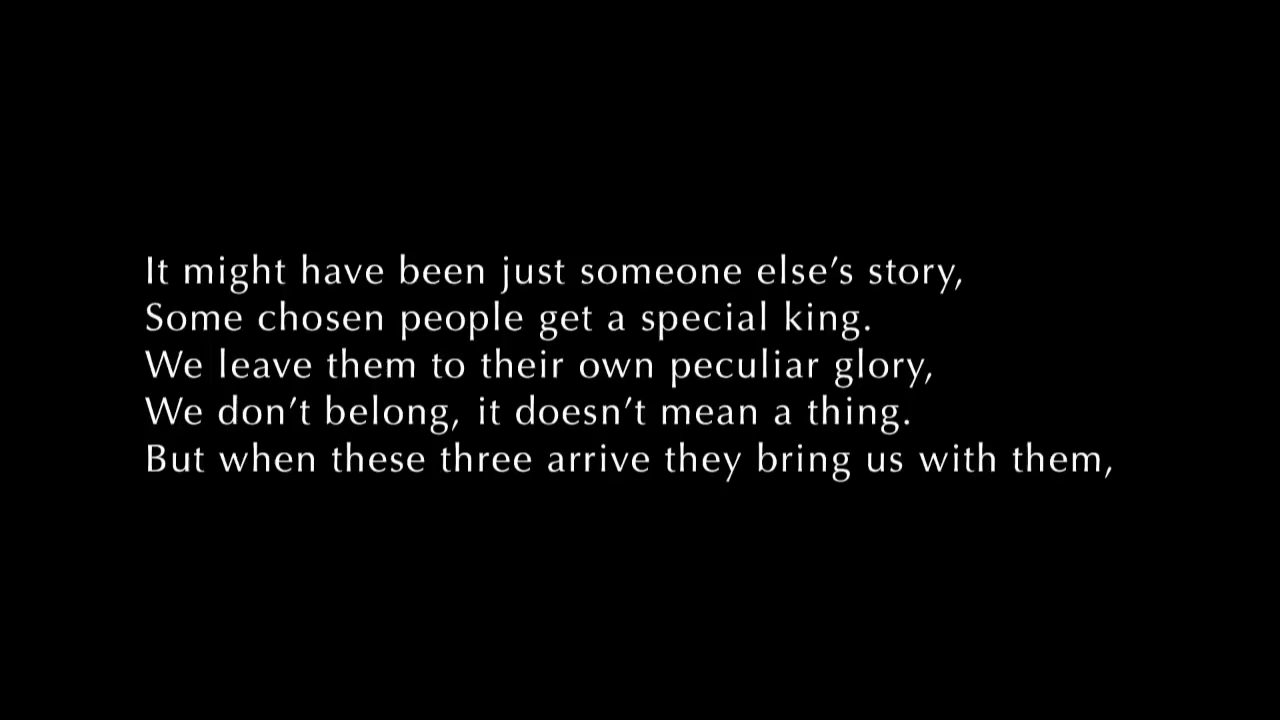 It might have been just someone else’s story,
Some chosen people get a special king.
We leave them to their own peculiar glory,
We don’t belong, it doesn’t mean a thing.
But when these three arrive they bring us with them,